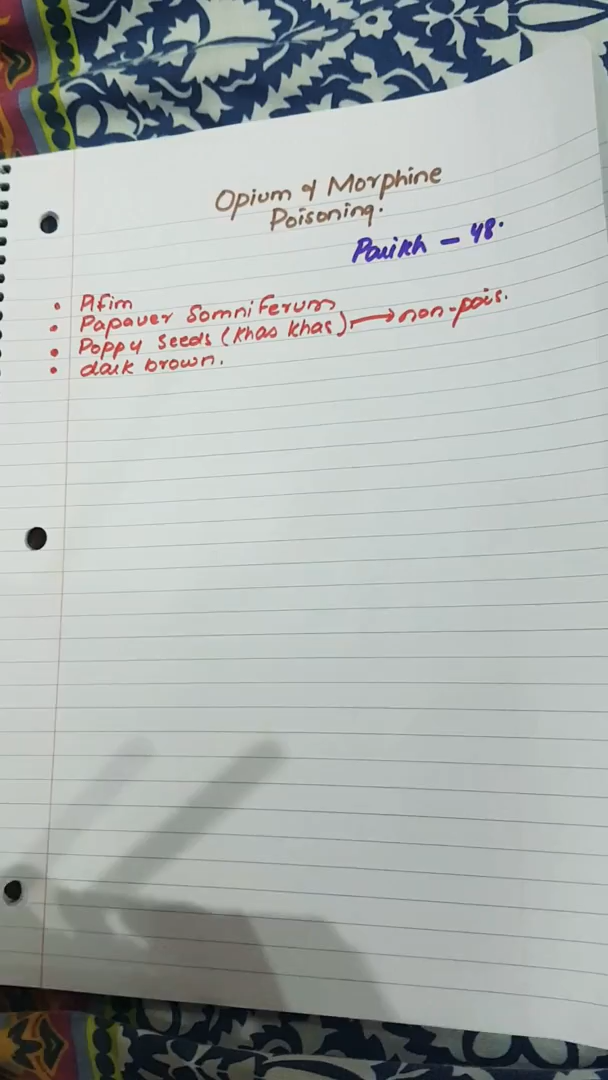 Opium & Morphine
Poisoning.
Parikh - 48.
• Afim
• Papaver Somniferum
• Poppy Seeds (Khas Khas) → non-pois.
• dark brown.